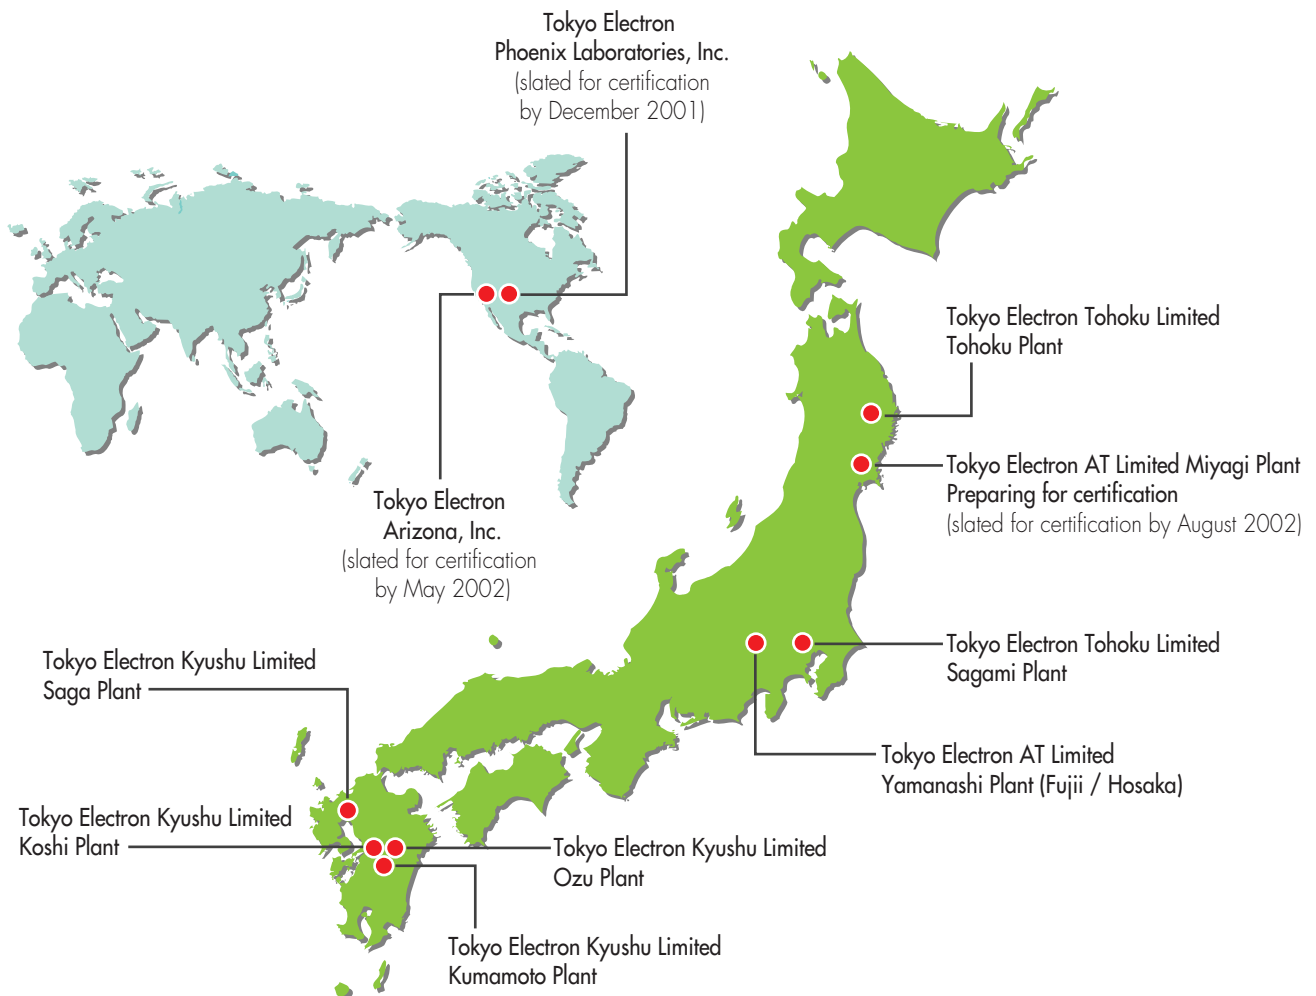 Tokyo Electron
Phoenix Laboratories, Inc.
(slated for certification
by December 2001)
Tokyo Electron Tohoku Limited
Tohoku Plant
Tokyo Electron AT Limited Miyagi Plant
Preparing for certification
(slated for certification by August 2002)
Tokyo Electron
Arizona, Inc.
(slated for certification
by May 2002)
Tokyo Electron Tohoku Limited
Sagami Plant
Tokyo Electron Kyushu Limited
Saga Plant
Tokyo Electron AT Limited
Yamanashi Plant (Fujii / Hosaka)
Tokyo Electron Kyushu Limited
Koshi Plant
Tokyo Electron Kyushu Limited
Ozu Plant
Tokyo Electron Kyushu Limited
Kumamoto Plant